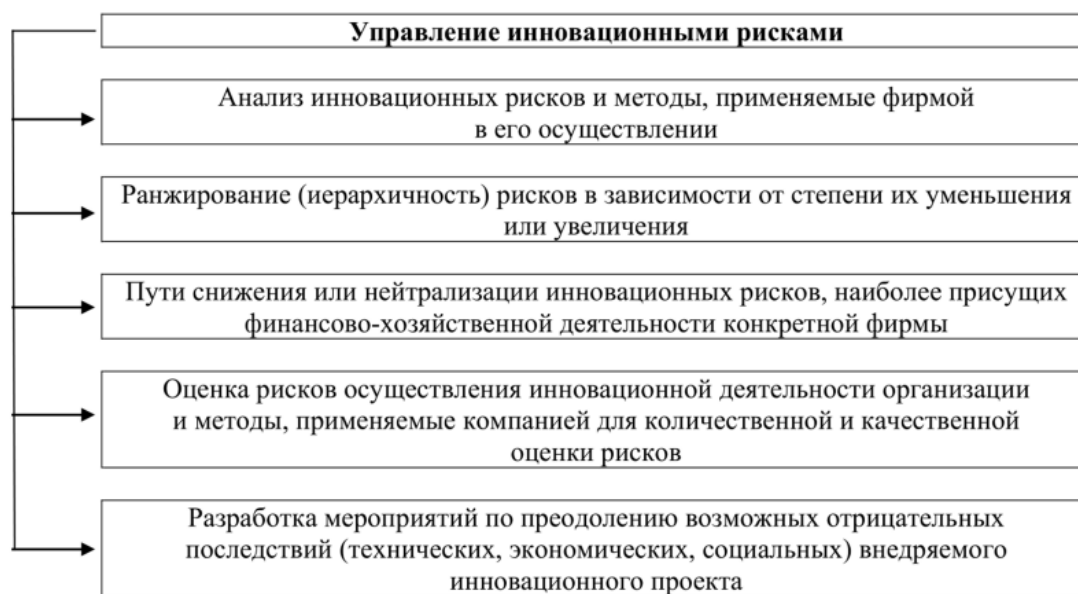 Управление инновационными рисками
Анализ инновационных рисков и методы, применяемые фирмой
в его осуществлении
Ранжирование (иерархичность) рисков в зависимости от степени их уменьшения
или увеличения
Пути снижения или нейтрализации инновационных рисков, наиболее присущих
финансово-хозяйственной деятельности конкретной фирмы
Оценка рисков осуществления инновационной деятельности организации
и методы, применяемые компанией для количественной и качественной
оценки рисков
Разработка мероприятий по преодолению возможных отрицательных
последствий (технических, экономических, социальных) внедряемого
инновационного проекта